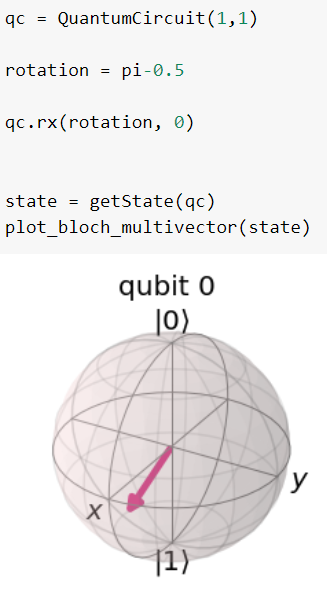 qc = QuantumCircuit(1,1)
rotation = pi-0.5
qc.rx(rotation, 0)
state = getState(qc)
plot_bloch_multivector(state)
qubit 0
|0⟩
x
y
|1⟩